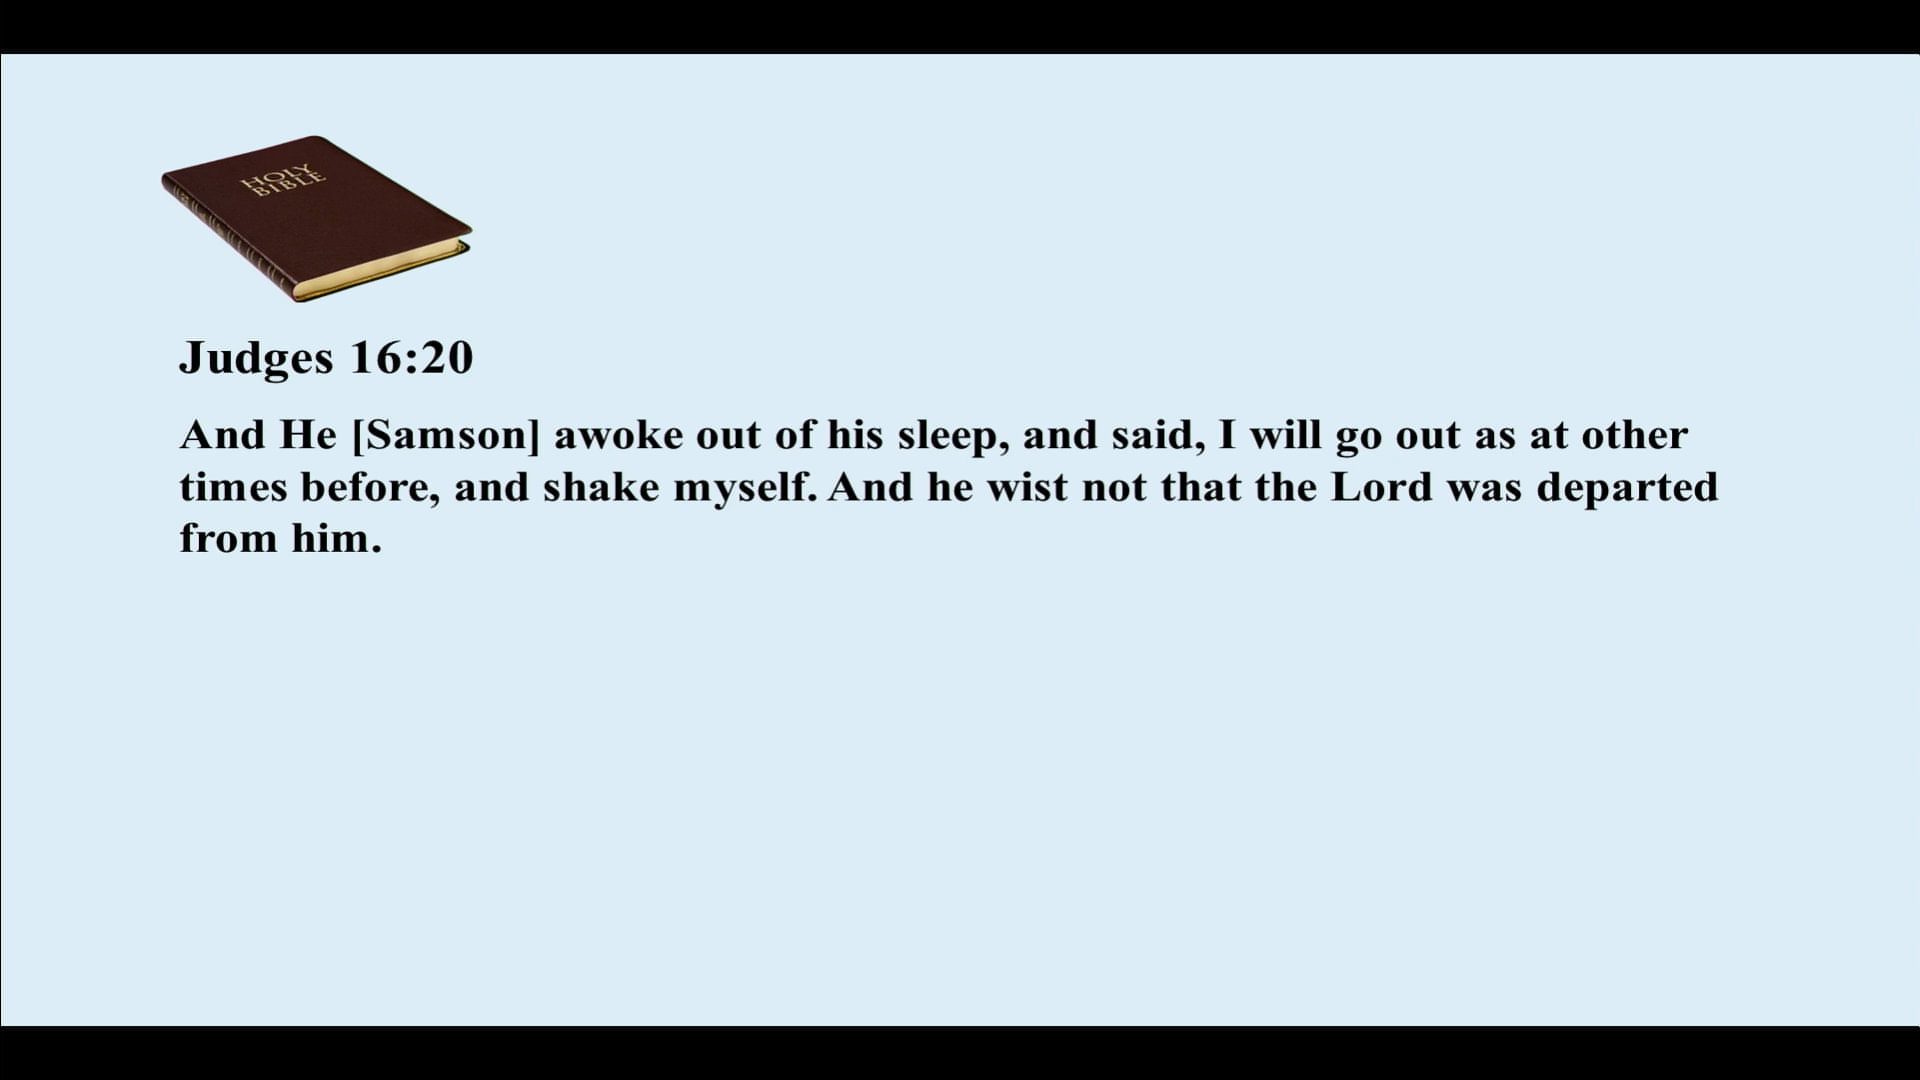 HOLY
BIBLE
Judges 16:20
And He [Samson] awoke out of his sleep, and said, I will go out as at other
times before, and shake myself. And he wist not that the Lord was departed
from him.